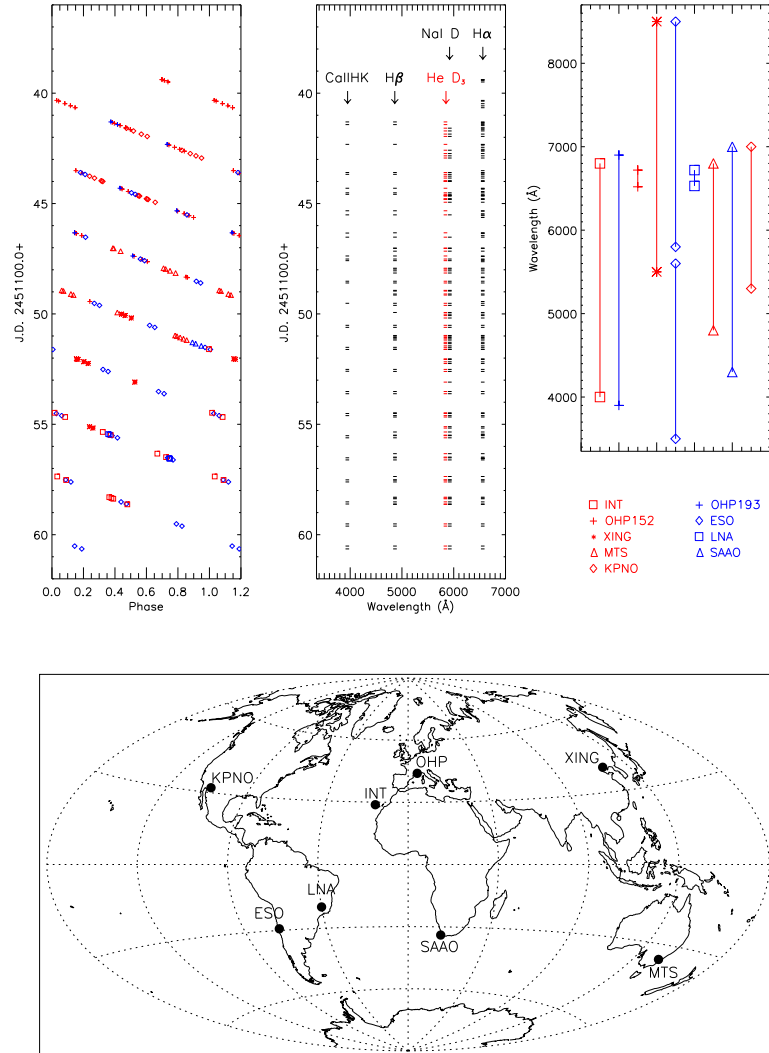 NaI D Hα
CaIIHK Hβ He D₃
40
45
50
55
60
J.D. 2451100.0+
0.0 0.2 0.4 0.6 0.8 1.0 1.2
Phase
40
45
50
55
60
J.D. 2451100.0+
4000 5000 6000 7000
Wavelength (Å)
8000
7000
6000
5000
4000
Wavelength (Å)
INT
OHP152
XING
MTS
KPNO
OHP193
ESO
LNA
SAAO
KPNO
OHP
XING
INT
LNA
ESO
SAAO
MTS